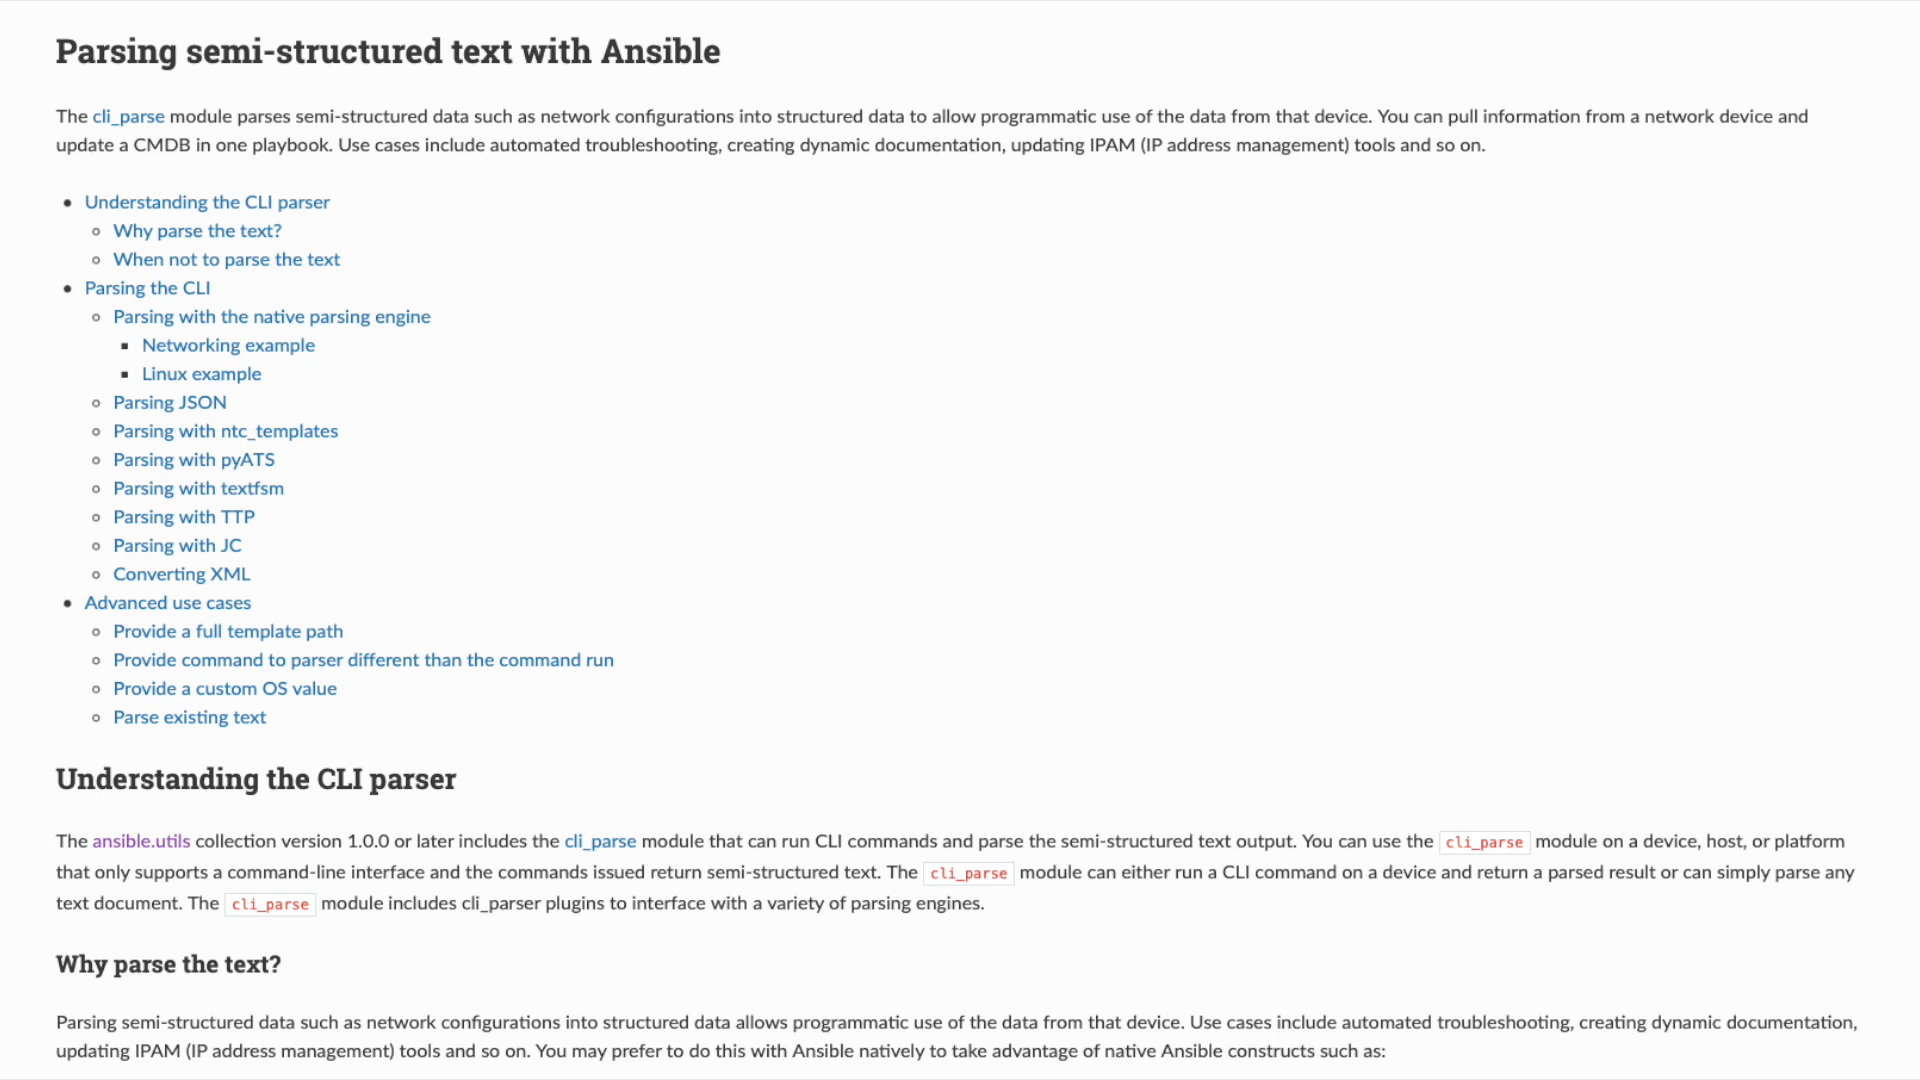 Parsing semi-structured text with Ansible
The cli_parse module parses semi-structured data such as network configurations into structured data to allow programmatic use of the data from that device. You can pull information from a network device and
update a CMDB in one playbook. Use cases include automated troubleshooting, creating dynamic documentation, updating IPAM (IP address management) tools and so on.
Understanding the CLI parser
Why parse the text?
When not to parse the text
Parsing the CLI
Parsing with the native parsing engine
Networking example
Linux example
Parsing JSON
Parsing with ntc_templates
Parsing with pyATS
Parsing with textfsm
Parsing with TTP
Parsing with JC
Converting XML
Advanced use cases
Provide a full template path
Provide command to parser different than the command run
Provide a custom OS value
Parse existing text
Understanding the CLI parser
The ansible.utils collection version 1.0.0 or later includes the cli_parse module that can run CLI commands and parse the semi-structured text output. You can use the cli_parse module on a device, host, or platform
that only supports a command-line interface and the commands issued return semi-structured text. The cli_parse module can either run a CLI command on a device and return a parsed result or can simply parse any
text document. The cli_parse module includes cli_parser plugins to interface with a variety of parsing engines.
Why parse the text?
Parsing semi-structured data such as network configurations into structured data allows programmatic use of the data from that device. Use cases include automated troubleshooting, creating dynamic documentation,
updating IPAM (IP address management) tools and so on. You may prefer to do this with Ansible natively to take advantage of native Ansible constructs such as: